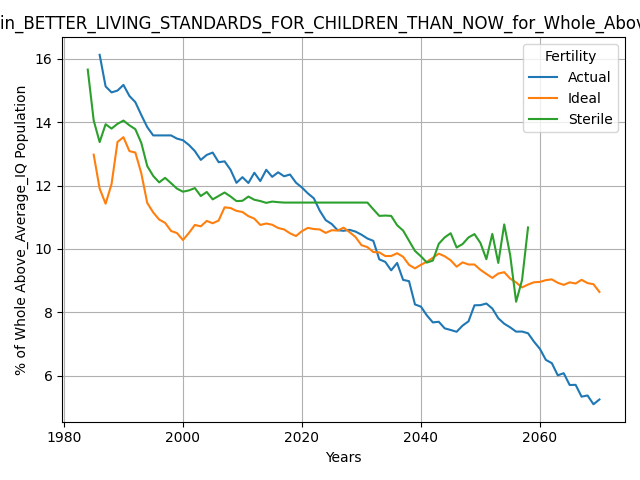 in_BETTER_LIVING_STANDARDS_FOR_CHILDREN_THAN_NOW_for_Whole_Abov
Fertility
Actual
Ideal
Sterile
% of Whole Above_Average_IQ Population
16
14
12
10
8
6
1980
2000
2020
2040
2060
Years